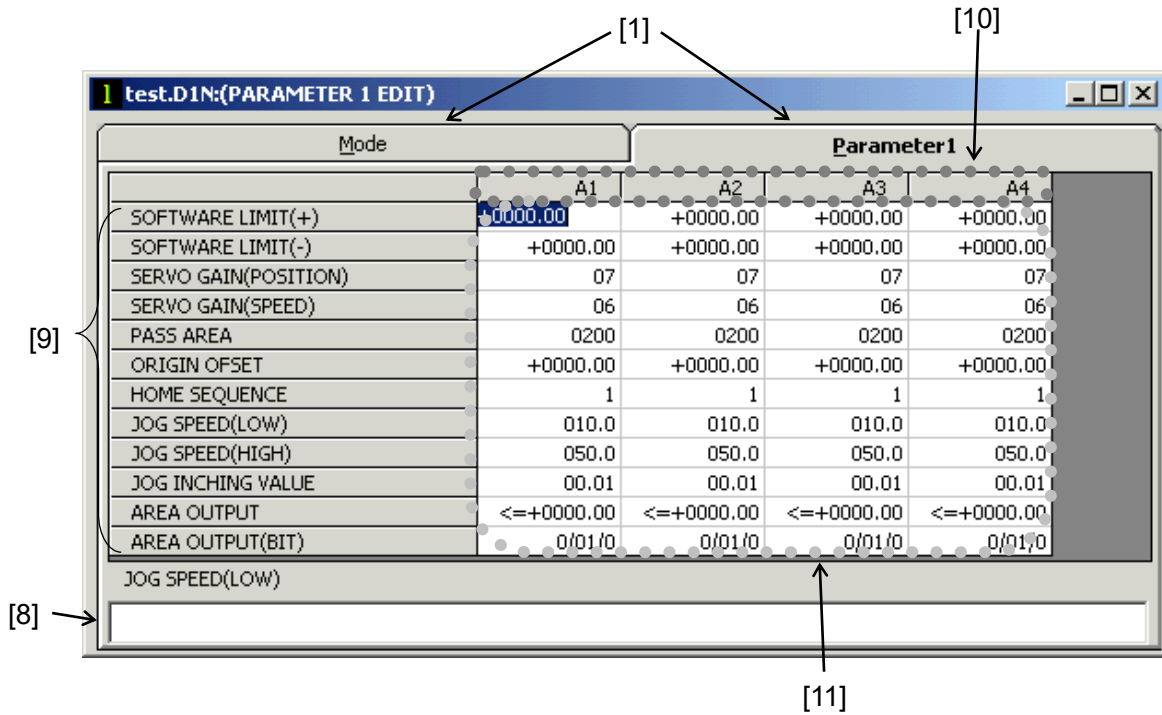 [1]
[10]
test.D1N:(PARAMETER 1 EDIT)
Mode Parameter1
A1 A2 A3 A4
SOFTWARE LIMIT(+) +0000.00 +0000.00 +0000.00 +0000.00
SOFTWARE LIMIT(-) +0000.00 +0000.00 +0000.00 +0000.00
SERVO GAIN(POSITION) 07 07 07 07
SERVO GAIN(SPEED) 06 06 06 06
[9]
PASS AREA 0200 0200 0200 0200
ORIGIN OFSET +0000.00 +0000.00 +0000.00 +0000.00
HOME SEQUENCE 1 1 1 1
JOG SPEED(LOW) 010.0 010.0 010.0 010.0
JOG SPEED(HIGH) 050.0 050.0 050.0 050.0
JOG INCHING VALUE 00.01 00.01 00.01 00.01
AREA OUTPUT <=+0000.00 <=+0000.00 <=+0000.00 <=+0000.00
AREA OUTPUT(BIT) 0/01/0 0/01/0 0/01/0 0/01/0
JOG SPEED(LOW)
[8]
[11]